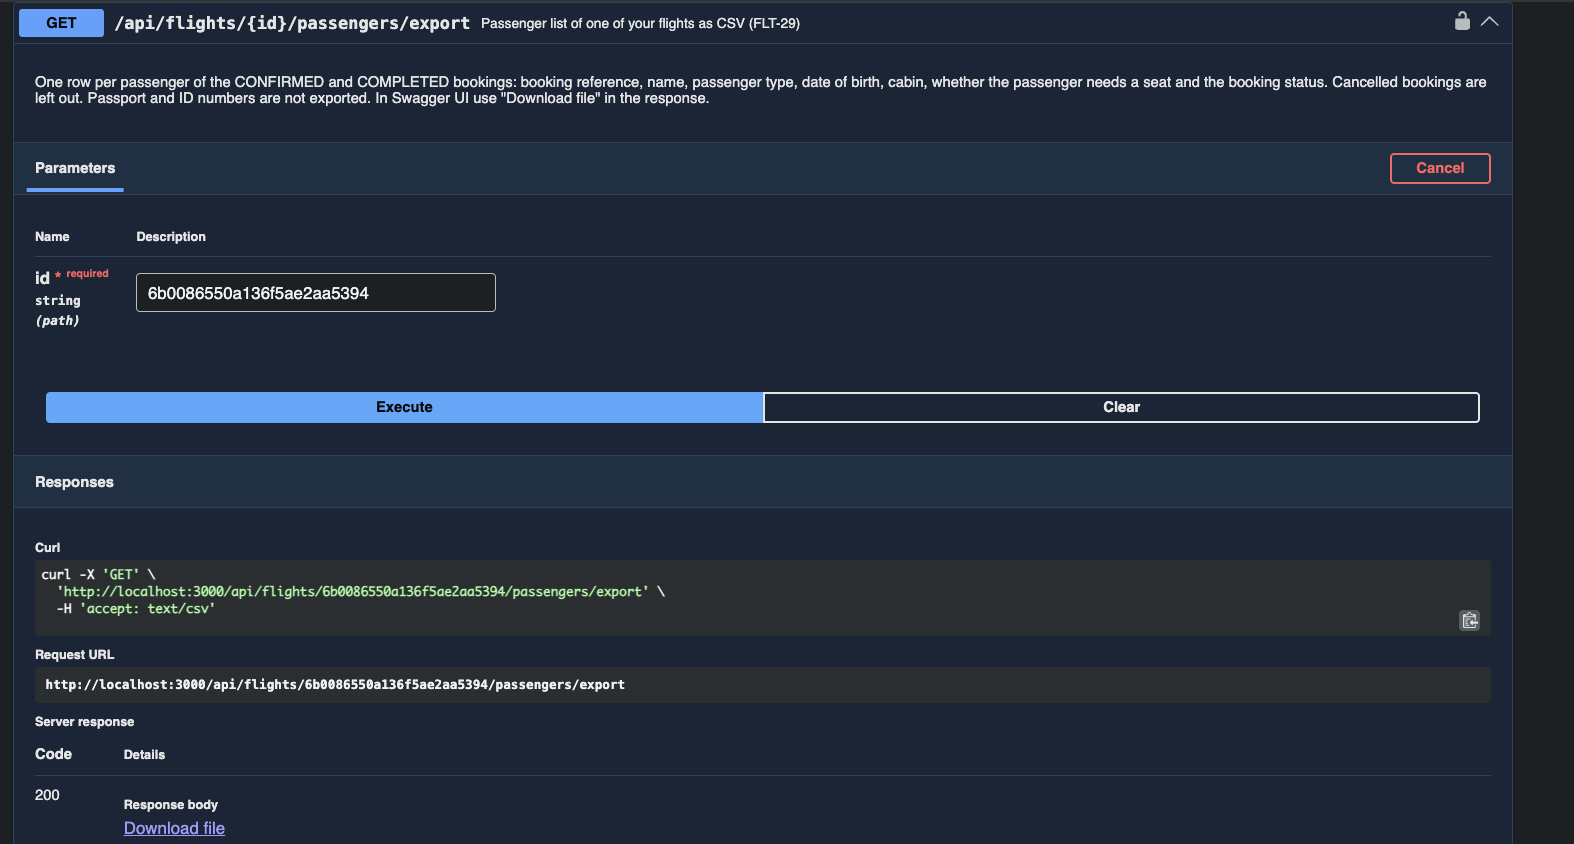 GET /api/flights/{id}/passengers/export Passenger list of one of your flights as CSV (FLT-29)
One row per passenger of the CONFIRMED and COMPLETED bookings: booking reference, name, passenger type, date of birth, cabin, whether the passenger needs a seat and the booking status. Cancelled bookings are
left out. Passport and ID numbers are not exported. In Swagger UI use "Download file" in the response.
Parameters Cancel
Name Description
id * required
string
(path)
6b0086550a136f5ae2aa5394
Execute Clear
Responses
Curl
curl -X 'GET' \
'http://localhost:3000/api/flights/6b0086550a136f5ae2aa5394/passengers/export' \
-H 'accept: text/csv'
Request URL
http://localhost:3000/api/flights/6b0086550a136f5ae2aa5394/passengers/export
Server response
Code Details
200
Response body
Download file